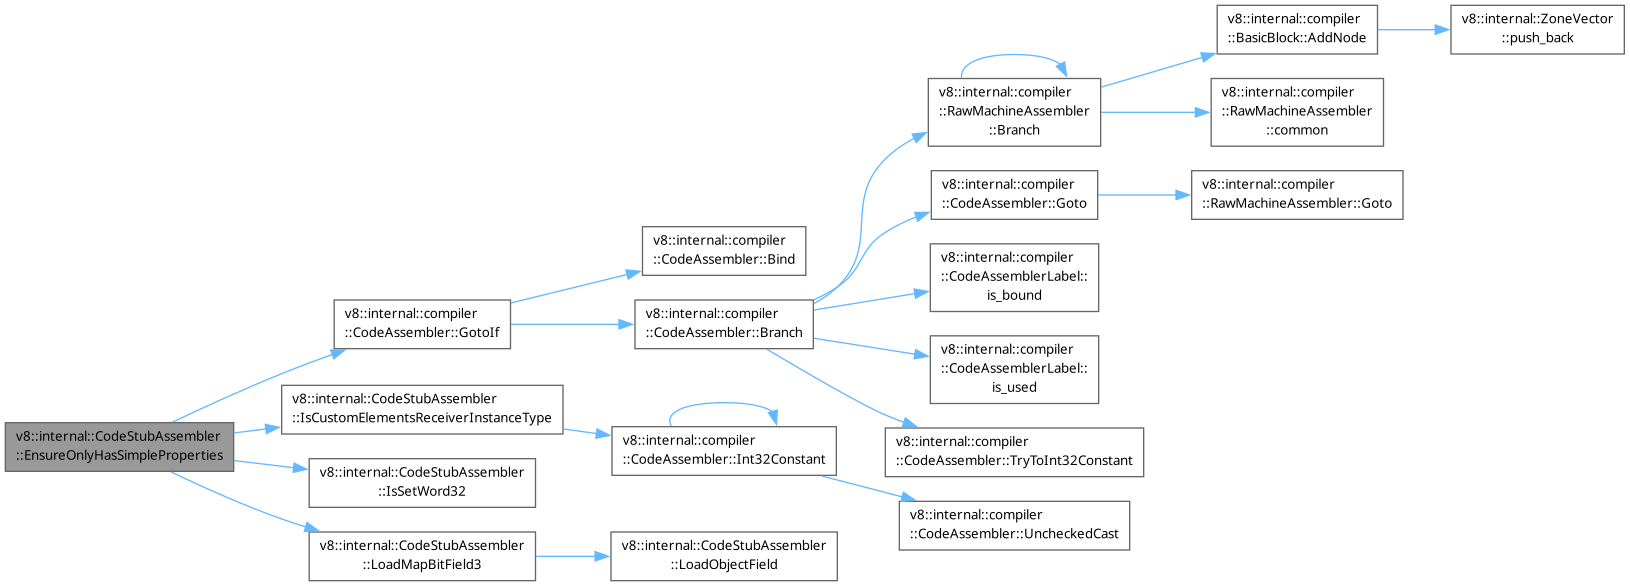 v8::internal::CodeStubAssembler
::EnsureOnlyHasSimpleProperties
v8::internal::compiler
::CodeAssembler::GotoIf
v8::internal::compiler
::CodeAssembler::Bind
v8::internal::compiler
::CodeAssembler::Branch
v8::internal::compiler
::RawMachineAssembler
::Branch
v8::internal::compiler
::BasicBlock::AddNode
v8::internal::ZoneVector
::push_back
v8::internal::compiler
::RawMachineAssembler
::common
v8::internal::compiler
::CodeAssembler::Goto
v8::internal::compiler
::RawMachineAssembler::Goto
v8::internal::compiler
::CodeAssemblerLabel::
is_bound
v8::internal::compiler
::CodeAssemblerLabel::
is_used
v8::internal::compiler
::CodeAssembler::TryToInt32Constant
v8::internal::CodeStubAssembler
::IsCustomElementsReceiverInstanceType
v8::internal::compiler
::CodeAssembler::Int32Constant
v8::internal::compiler
::CodeAssembler::UncheckedCast
v8::internal::CodeStubAssembler
::IsSetWord32
v8::internal::CodeStubAssembler
::LoadMapBitField3
v8::internal::CodeStubAssembler
::LoadObjectField